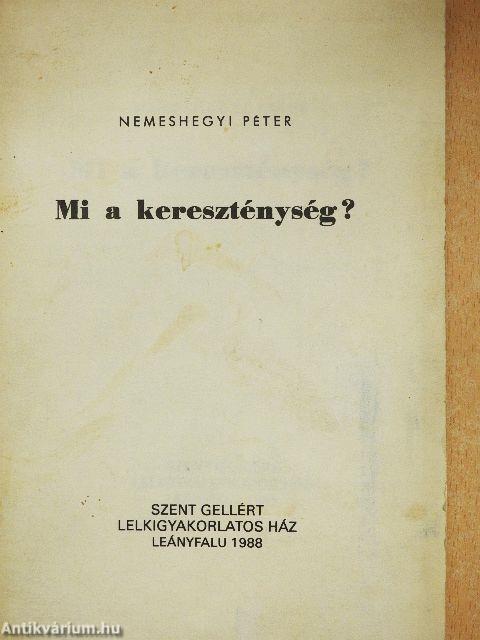 NEMESHEGYI PÉTER
Mi a kereszténység?
SZENT GELLÉRT
LELKIGYAKORLATOS HÁZ
LEÁNYFALU 1988
Antikvárium.hu